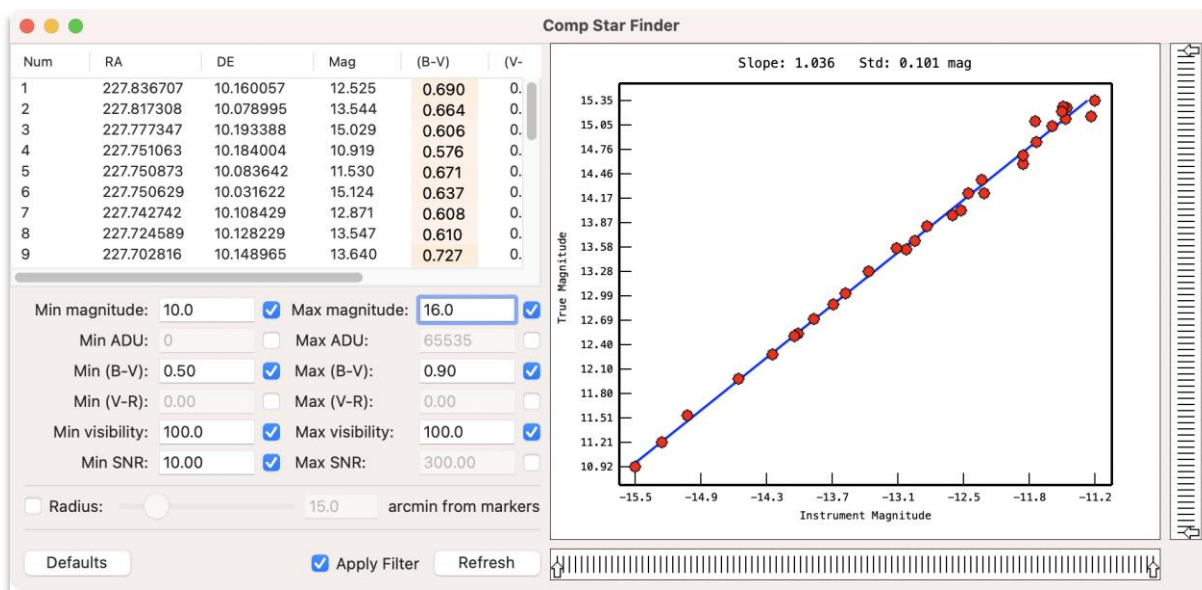 Comp Star Finder
Num RA DE Mag (B-V) (V-
1 227.836707 10.160057 12.525 0.690 0.
2 227.817308 10.078995 13.544 0.664 0.
3 227.777347 10.193388 15.029 0.606 0.
4 227.751063 10.184004 10.919 0.576 0.
5 227.750873 10.083642 11.530 0.671 0.
6 227.750629 10.031622 15.124 0.637 0.
7 227.742742 10.108429 12.871 0.608 0.
8 227.724589 10.128229 13.547 0.610 0.
9 227.702816 10.148965 13.640 0.727 0.
Min magnitude: 10.0 Max magnitude: 16.0
Min ADU: 0 Max ADU: 65535
Min (B-V): 0.50 Max (B-V): 0.90
Min (V-R): 0.00 Max (V-R): 0.00
Min visibility: 100.0 Max visibility: 100.0
Min SNR: 10.00 Max SNR: 300.00
Radius: 15.0 arcmin from markers
Defaults Apply Filter Refresh
Slope: 1.036 Std: 0.101 mag
True Magnitude
15.35
15.05
14.76
14.46
14.17
13.87
13.58
13.28
12.99
12.69
12.40
12.10
11.80
11.51
11.21
10.92
-15.5 -14.9 -14.3 -13.7 -13.1 -12.5 -11.8 -11.2
Instrument Magnitude